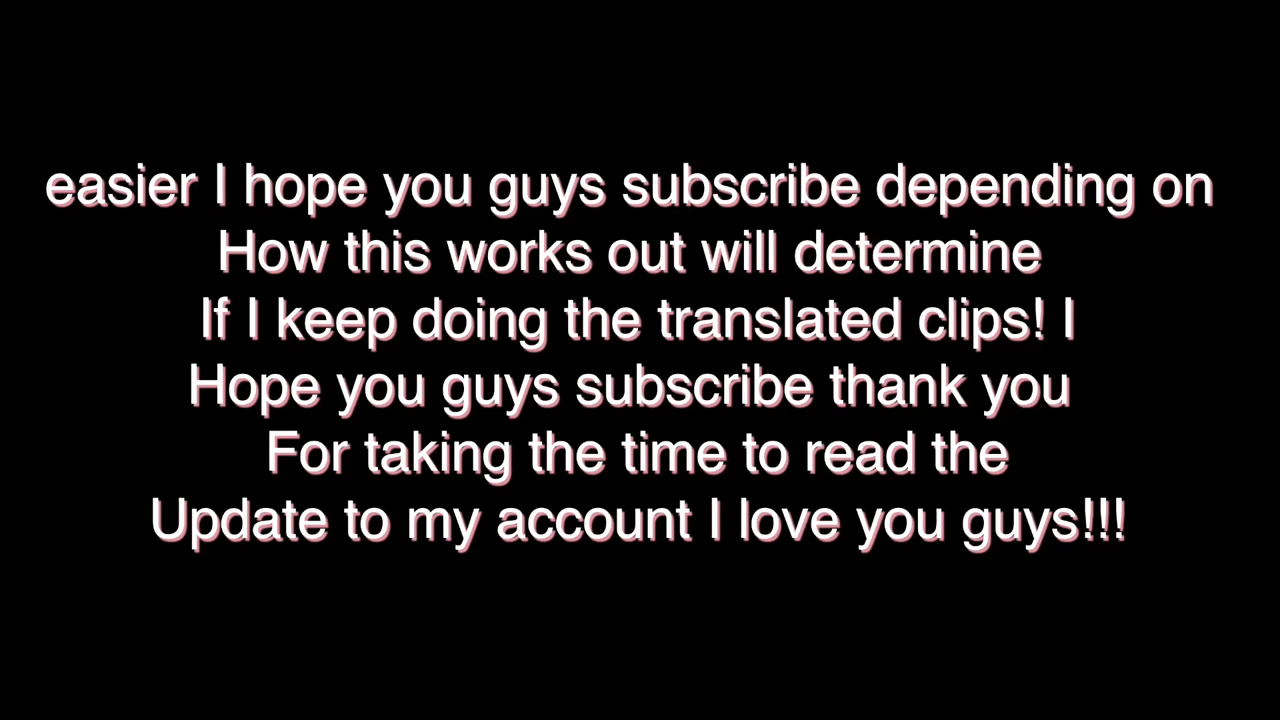 easier I hope you guys subscribe depending on
How this works out will determine
If I keep doing the translated clips! I
Hope you guys subscribe thank you
For taking the time to read the
Update to my account I love you guys!!!